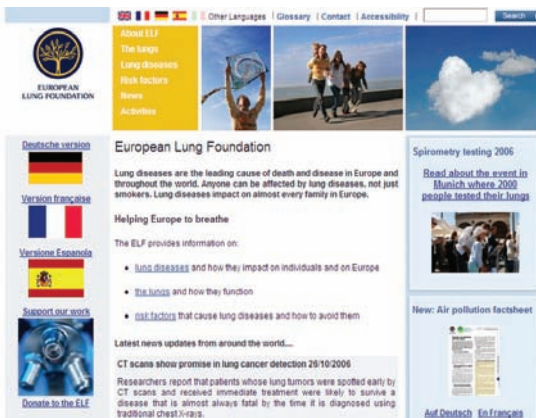 Other Languages | Glossary | Contact | Accessibility |
Search
EUROPEAN
LUNG FOUNDATION
About ELF
The lungs
Lung diseases
Risk factors
News
Activities
Deutsche version
Version française
Versione Espanola
Support our work
Donate to the ELF
European Lung Foundation
Lung diseases are the leading cause of death and disease in Europe and
throughout the world. Anyone can be affected by lung diseases, not just
smokers. Lung diseases impact on almost every family in Europe.
Helping Europe to breathe
The ELF provides information on:
• lung diseases and how they impact on individuals and on Europe
• the lungs and how they function
• risk factors that cause lung diseases and how to avoid them
Latest news updates from around the world....
CT scans show promise in lung cancer detection 26/10/2006
Researchers report that patients whose lung tumors were spotted early by
CT scans and received immediate treatment were likely to survive a
disease that is almost always fatal by the time it is diagnosed using
traditional chest X-rays.
Spirometry testing 2006
Read about the event in
Munich where 2000
people tested their lungs
New: Air pollution factsheet
Auf Deutsch En Français